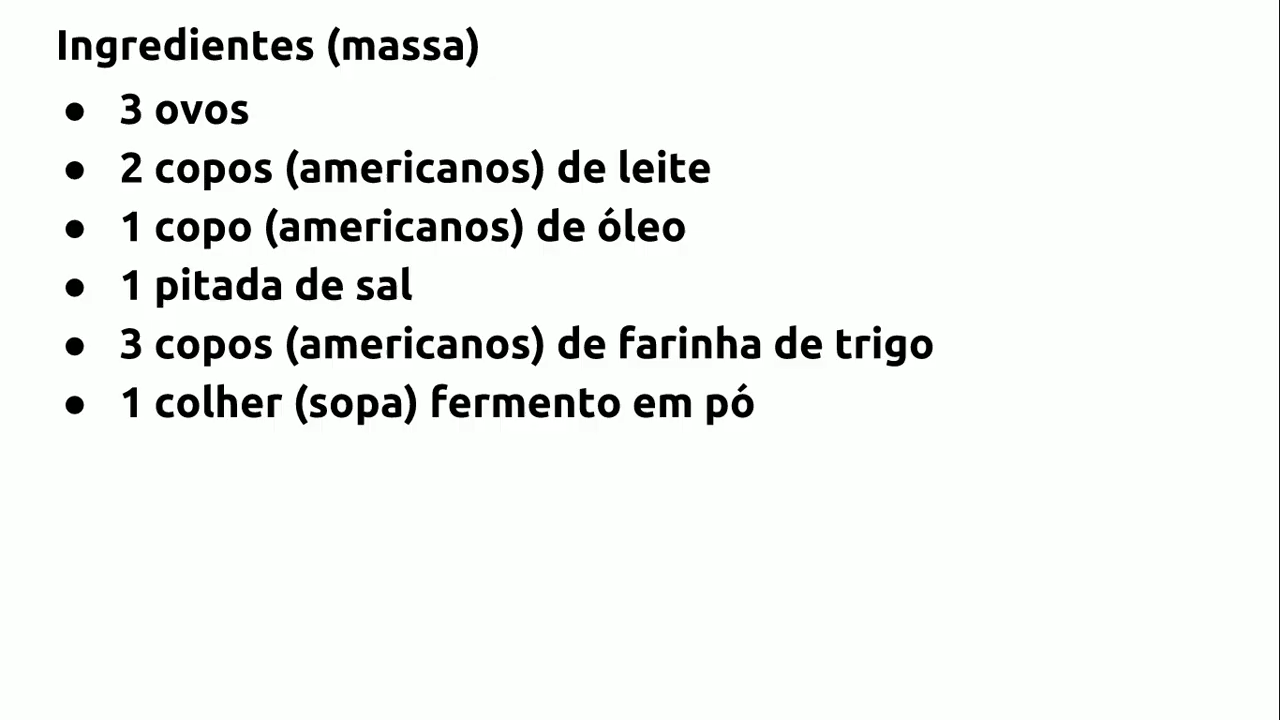 Ingredientes (massa)
● 3 ovos
● 2 copos (americanos) de leite
● 1 copo (americanos) de óleo
● 1 pitada de sal
● 3 copos (americanos) de farinha de trigo
● 1 colher (sopa) fermento em pó